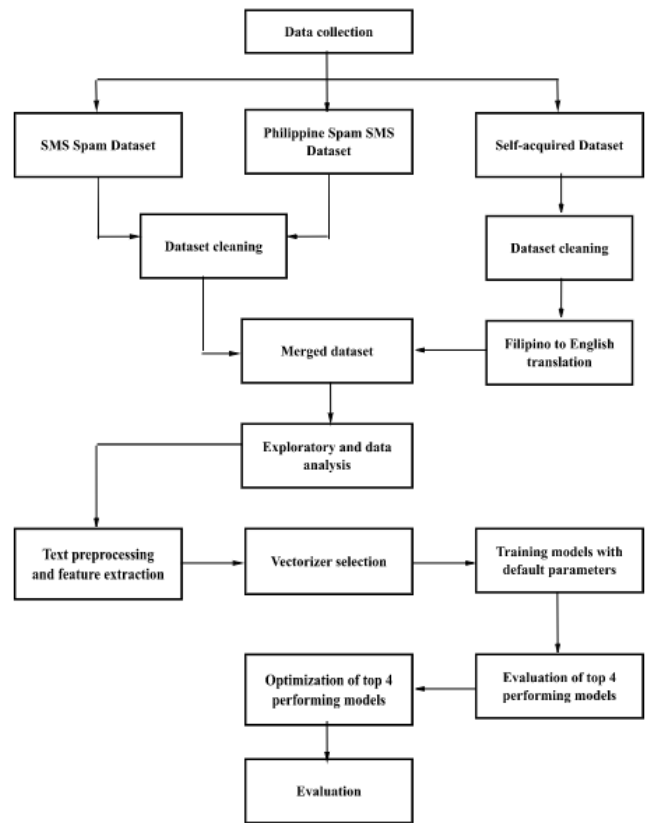 Data collection
SMS Spam Dataset
Philippine Spam SMS
Dataset
Self-acquired Dataset
Dataset cleaning
Dataset cleaning
Merged dataset
Filipino to English
translation
Exploratory and data
analysis
Text preprocessing
and feature extraction
Vectorizer selection
Training models with
default parameters
Optimization of top 4
performing models
Evaluation of top 4
performing models
Evaluation